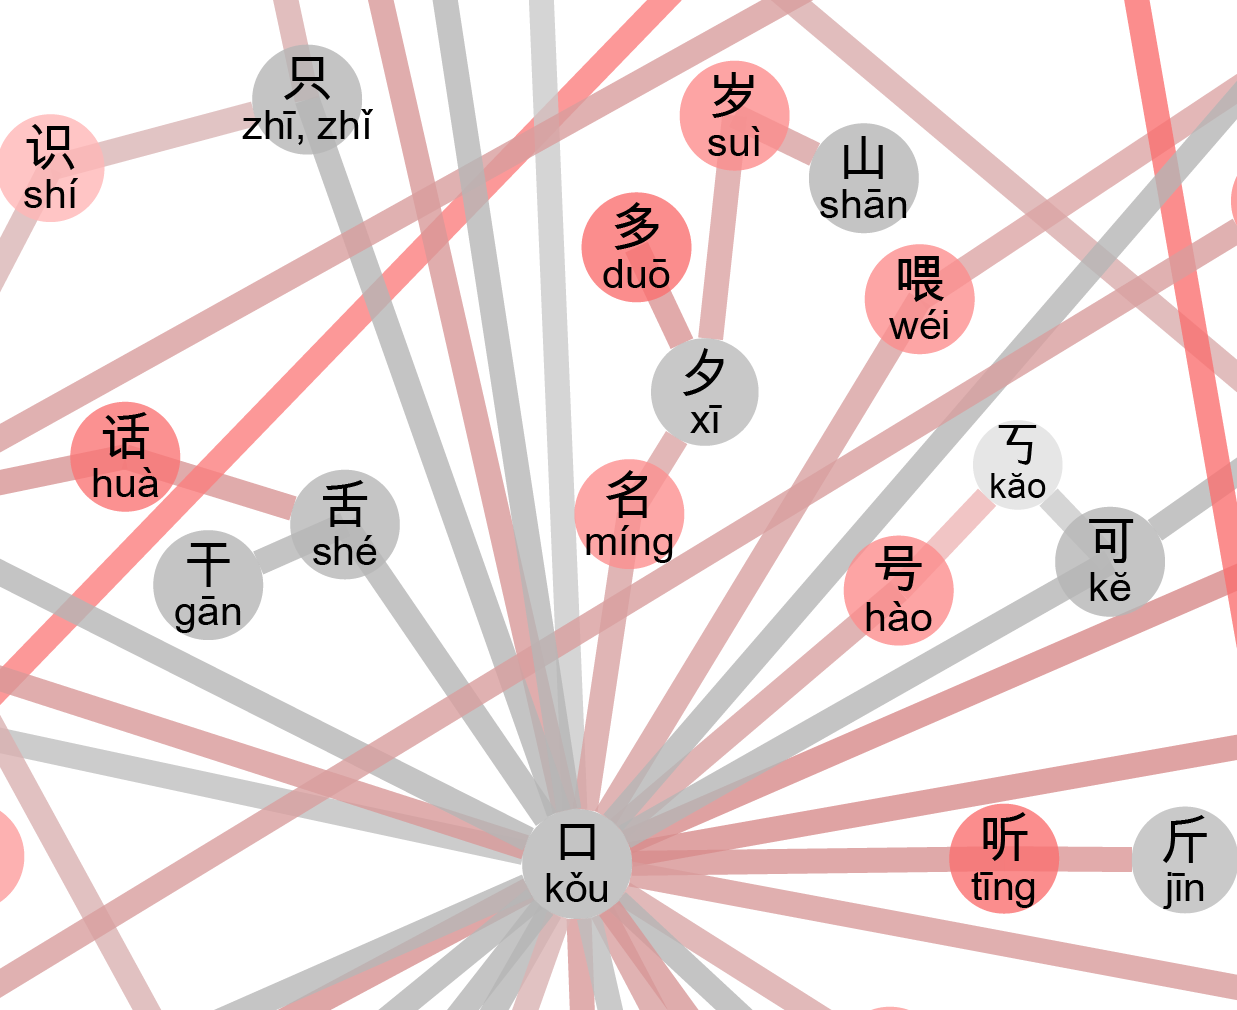 只
zhī, zhǐ
岁
suì
识
shí
山
shān
多
duō
喂
wéi
夕
xī
话
huà
丂
kǎo
舌
shé
名
míng
可
kě
干
gān
号
hào
口
kǒu
听
tīng
斤
jīn